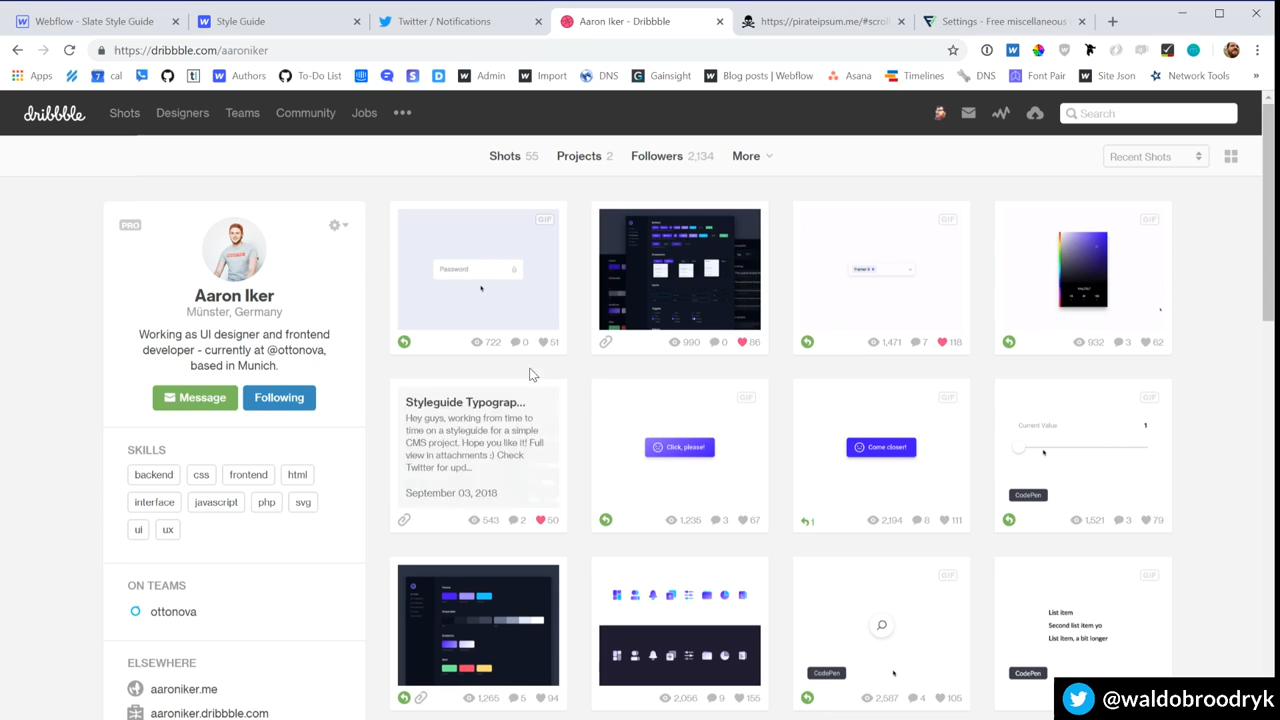 Webflow - Slate Style Guide
Style Guide
Twitter / Notifications
Aaron Iker - Dribbble
https://pirateipsum.me/#scroll
Settings - Free miscellaneous
https://dribbble.com/aaroniker
Apps
cal
Authors
To-Do List
Admin
Import
DNS
Gainsight
Blog posts | Webflow
Asana
Timelines
DNS
Font Pair
Site Json
Network Tools
dribbble
Shots
Designers
Teams
Community
Jobs
Search
Shots 55
Projects 2
Followers 2,134
More
Recent Shots
PRO
Aaron Iker
Münster, Germany
Working as UI designer and frontend
developer - currently at @ottonova,
based in Munich.
Message
Following
SKILLS
backend
css
frontend
html
interface
javascript
php
svg
ui
ux
ON TEAMS
ottonova
ELSEWHERE
aaroniker.me
aaroniker.dribbble.com
GIF
Password
722 0 51
990 0 86
GIF
1,471 7 118
GIF
932 3 62
Styleguide Typograp...
Hey guys, working from time to
time on a styleguide for a simple
CMS project. Hope you like it! Full
view in attachments :) Check
Twitter for upd...
September 03, 2018
543 2 50
GIF
Click, please!
1,235 3 67
GIF
Come closer!
1
2,194 8 111
GIF
Current Value 1
CodePen
1,521 3 79
1,265 5 94
2,056 9 155
GIF
CodePen
2,587 4 105
GIF
List item
Second list item yo
List item, a bit longer
CodePen
@waldobroodryk